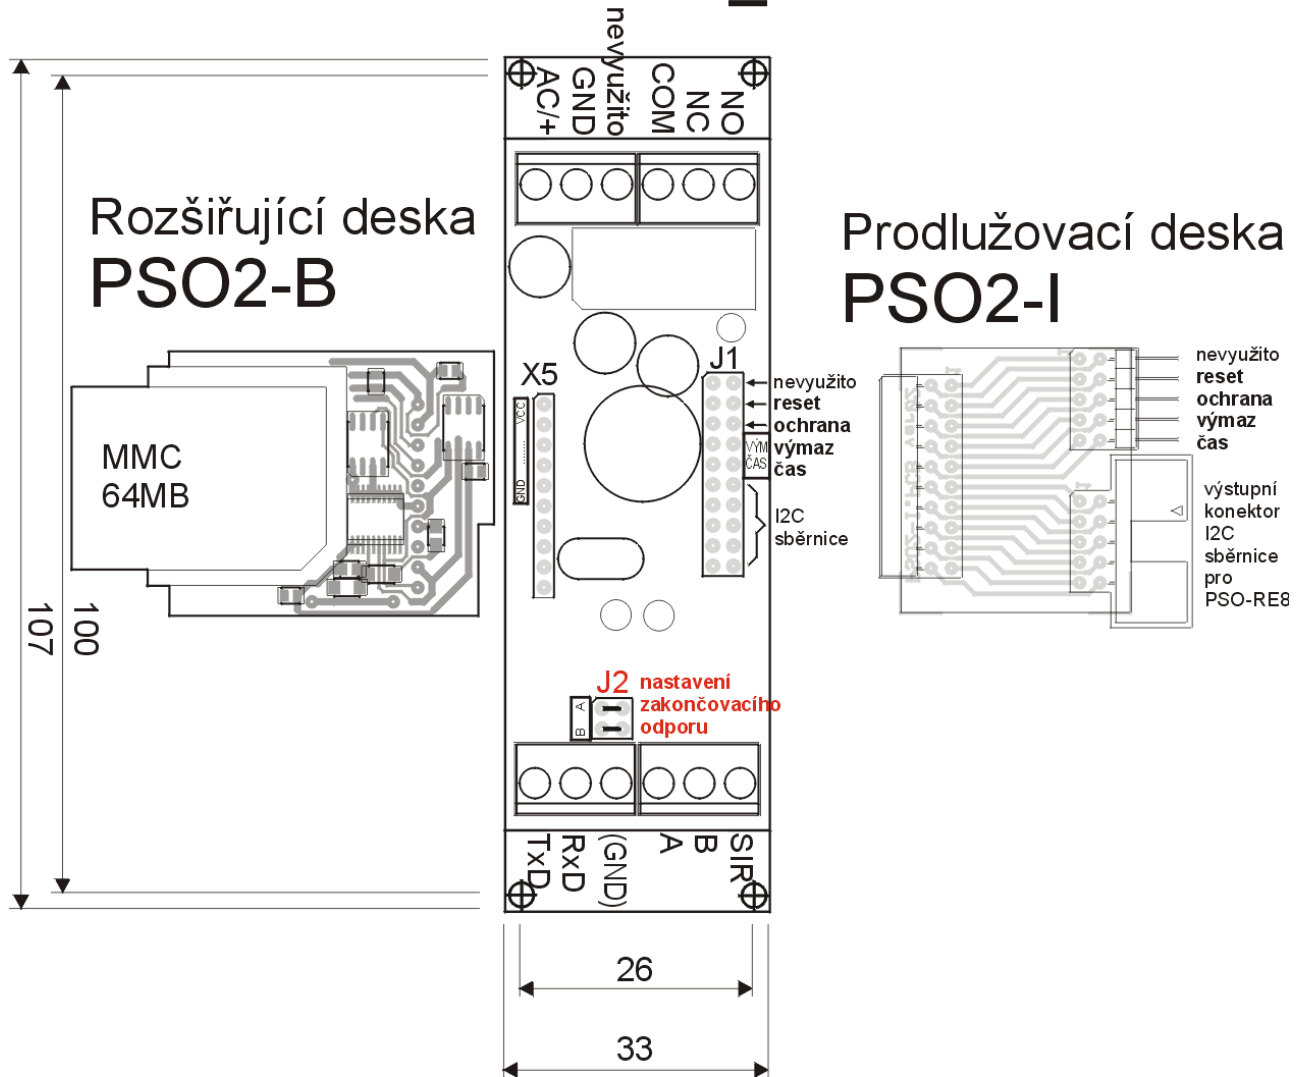 nevyužito
AC/+
GND
nevyužito
COM
NC
NO
Rozšiřující deska
PSO2-B
Prodlužovací deska
PSO2-I
MMC
64MB
X5
VCC
GND
J1
nevyužito
reset
ochrana
výmaz
čas
VÝM
ČAS
I2C
sběrnice
nevyužito
reset
ochrana
výmaz
čas
výstupní
konektor
I2C
sběrnice
pro
PSO-RE8
107
100
J2
nastavení
zakončovacího
odporu
A
B
TxD
RxD
(GND)
A
B
SIR
26
33